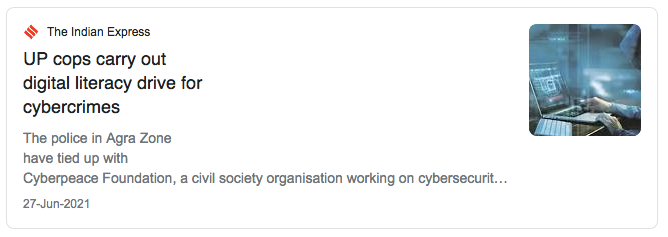 The Indian Express
UP cops carry out
digital literacy drive for
cybercrimes
The police in Agra Zone
have tied up with
Cyberpeace Foundation, a civil society organisation working on cybersecurit…
27-Jun-2021